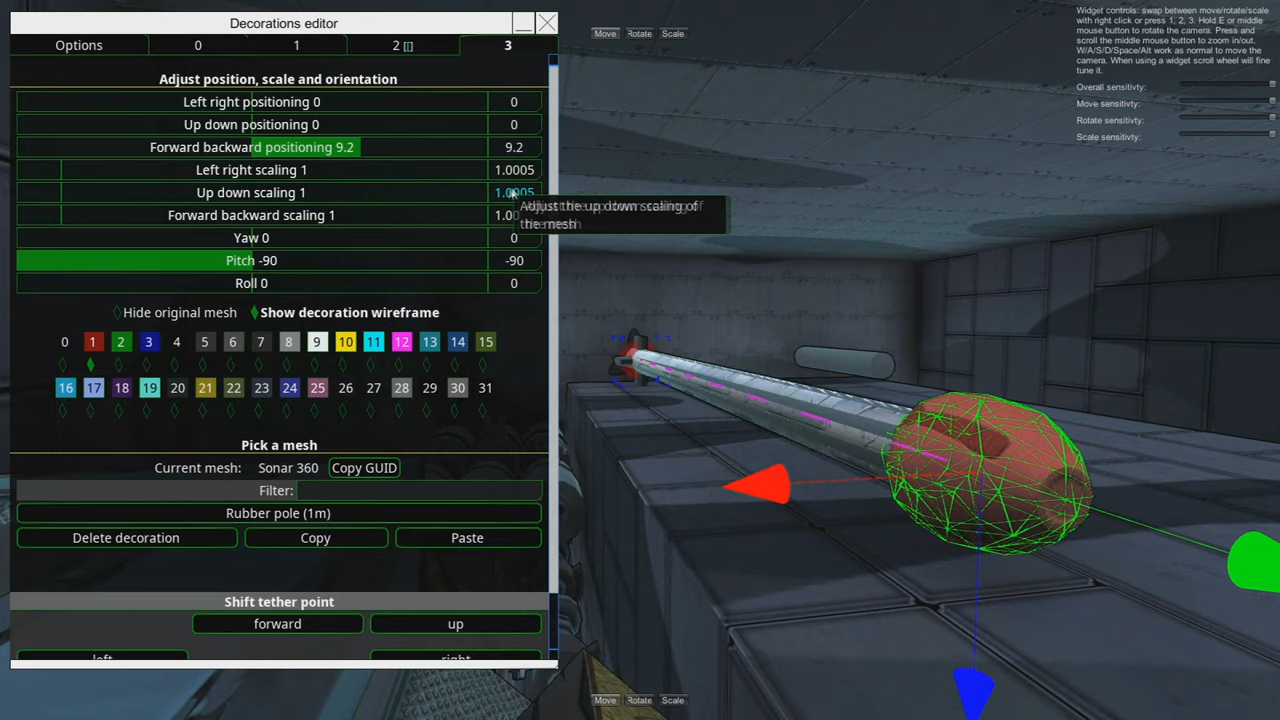 Decorations editor
Options 0 1 2 [[]] 3
Adjust position, scale and orientation
Left right positioning 0 0
Up down positioning 0 0
Forward backward positioning 9.2 9.2
Left right scaling 1 1.0005
Up down scaling 1 1.0005
Forward backward scaling 1 1.00
Adjust the up down scaling of
the mesh
Yaw 0 0
Pitch -90 -90
Roll 0 0
Hide original mesh Show decoration wireframe
0 1 2 3 4 5 6 7 8 9 10 11 12 13 14 15
16 17 18 19 20 21 22 23 24 25 26 27 28 29 30 31
Pick a mesh
Current mesh: Sonar 360 Copy GUID
Filter:
Rubber pole (1m)
Delete decoration Copy Paste
Shift tether point
forward up
left right
Move Rotate Scale
Widget controls: swap between move/rotate/scale
with right click or press 1, 2, 3. Hold E or middle
mouse button to rotate the camera. Press and
scroll the middle mouse button to zoom in/out.
W/A/S/D/Space/Alt work as normal to move the
camera. When using a widget scroll wheel will fine
tune it.
Overall sensitivty:
Move sensitivty:
Rotate sensitivty:
Scale sensitivty:
Move Rotate Scale